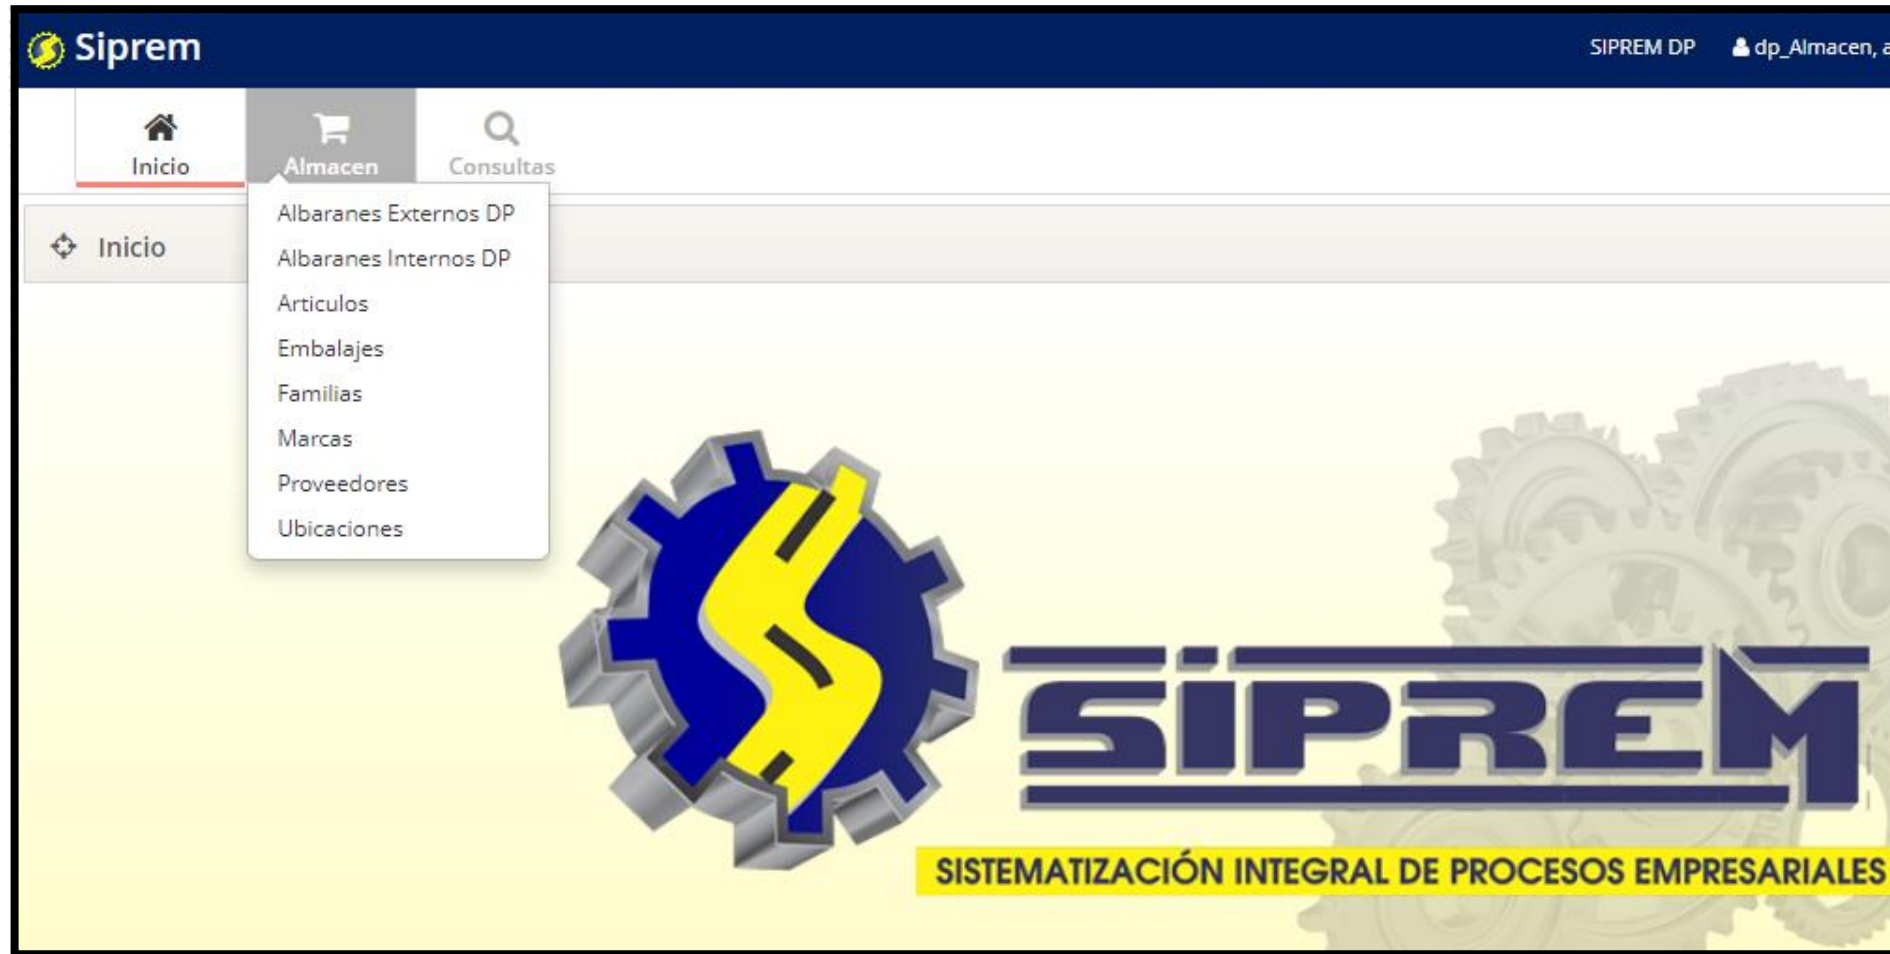 Siprem
SIPREM DP dp_Almacen, a
Inicio Almacen Consultas
Inicio
Albaranes Externos DP
Albaranes Internos DP
Articulos
Embalajes
Familias
Marcas
Proveedores
Ubicaciones
SIPREM
SISTEMATIZACIÓN INTEGRAL DE PROCESOS EMPRESARIALES